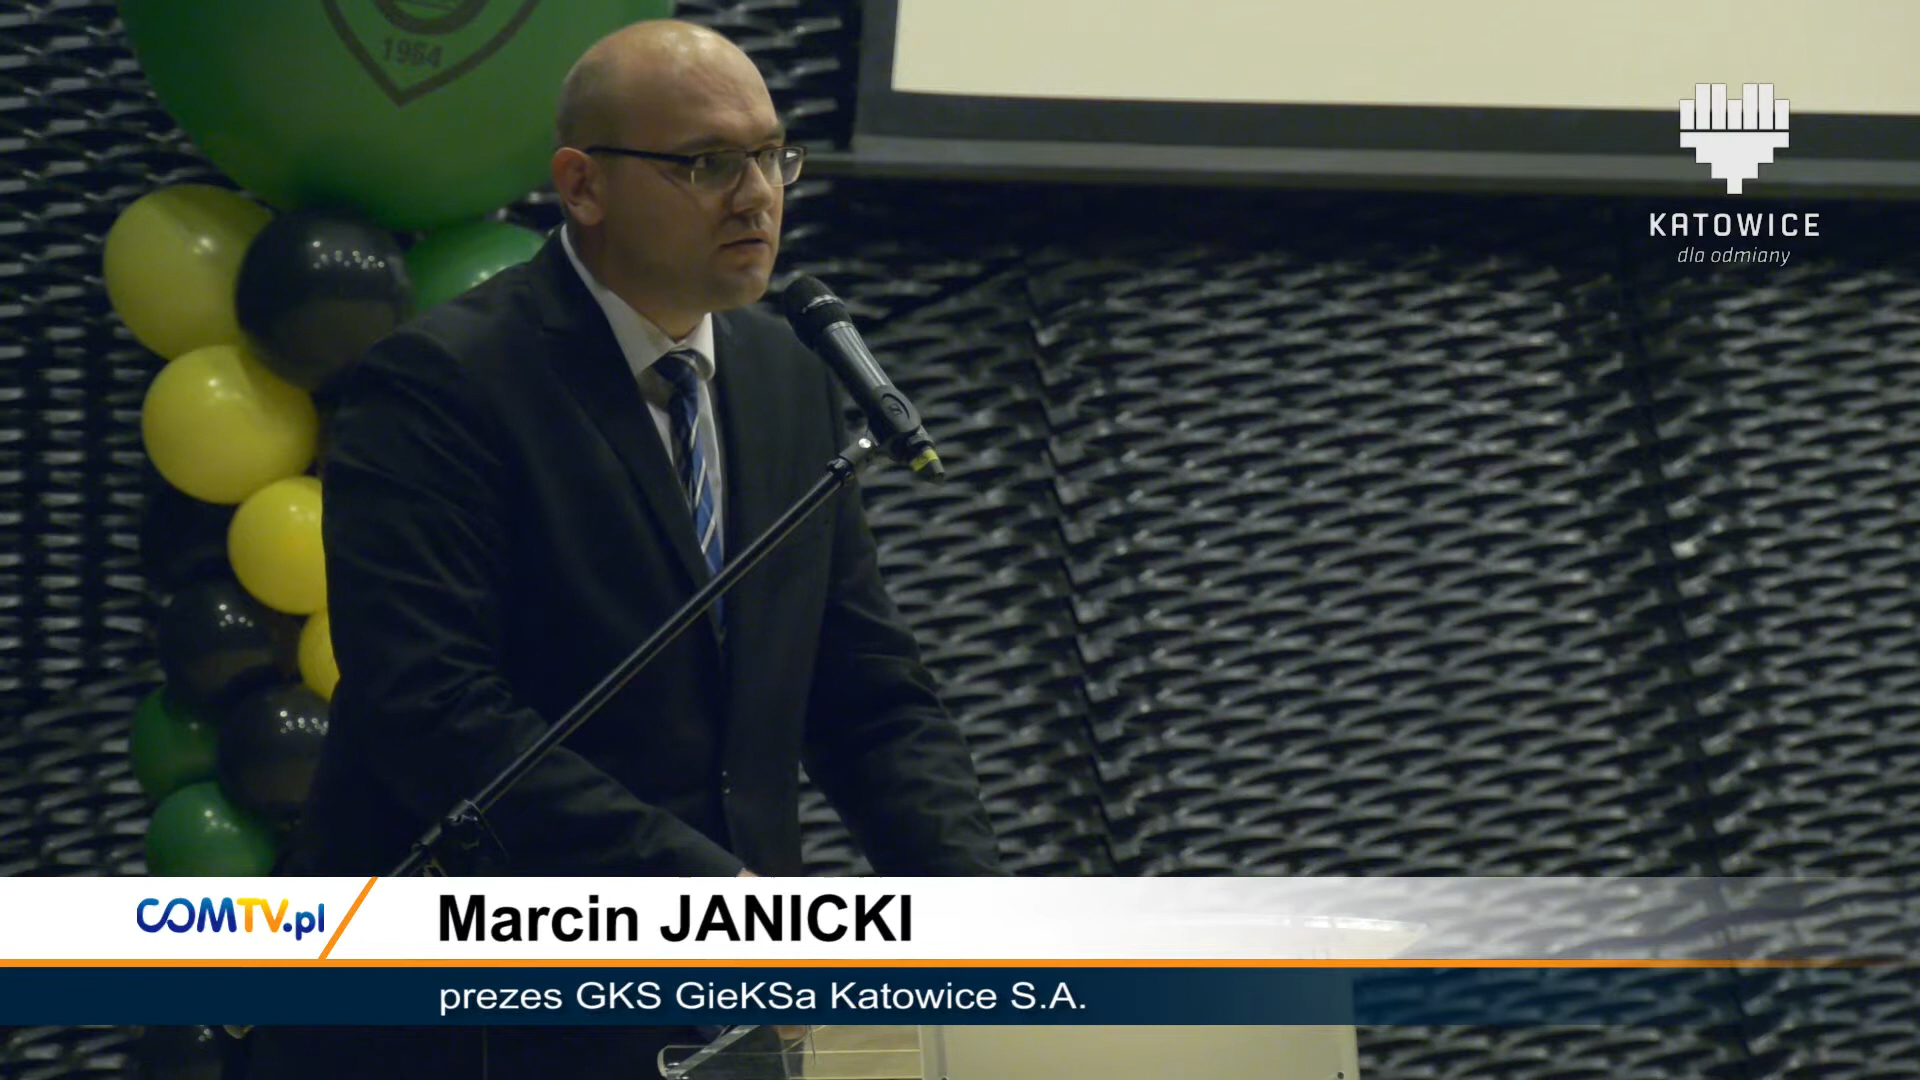 1964
KATOWICE
dla odmiany
COMTV.pl
Marcin JANICKI
prezes GKS GieKSa Katowice S.A.